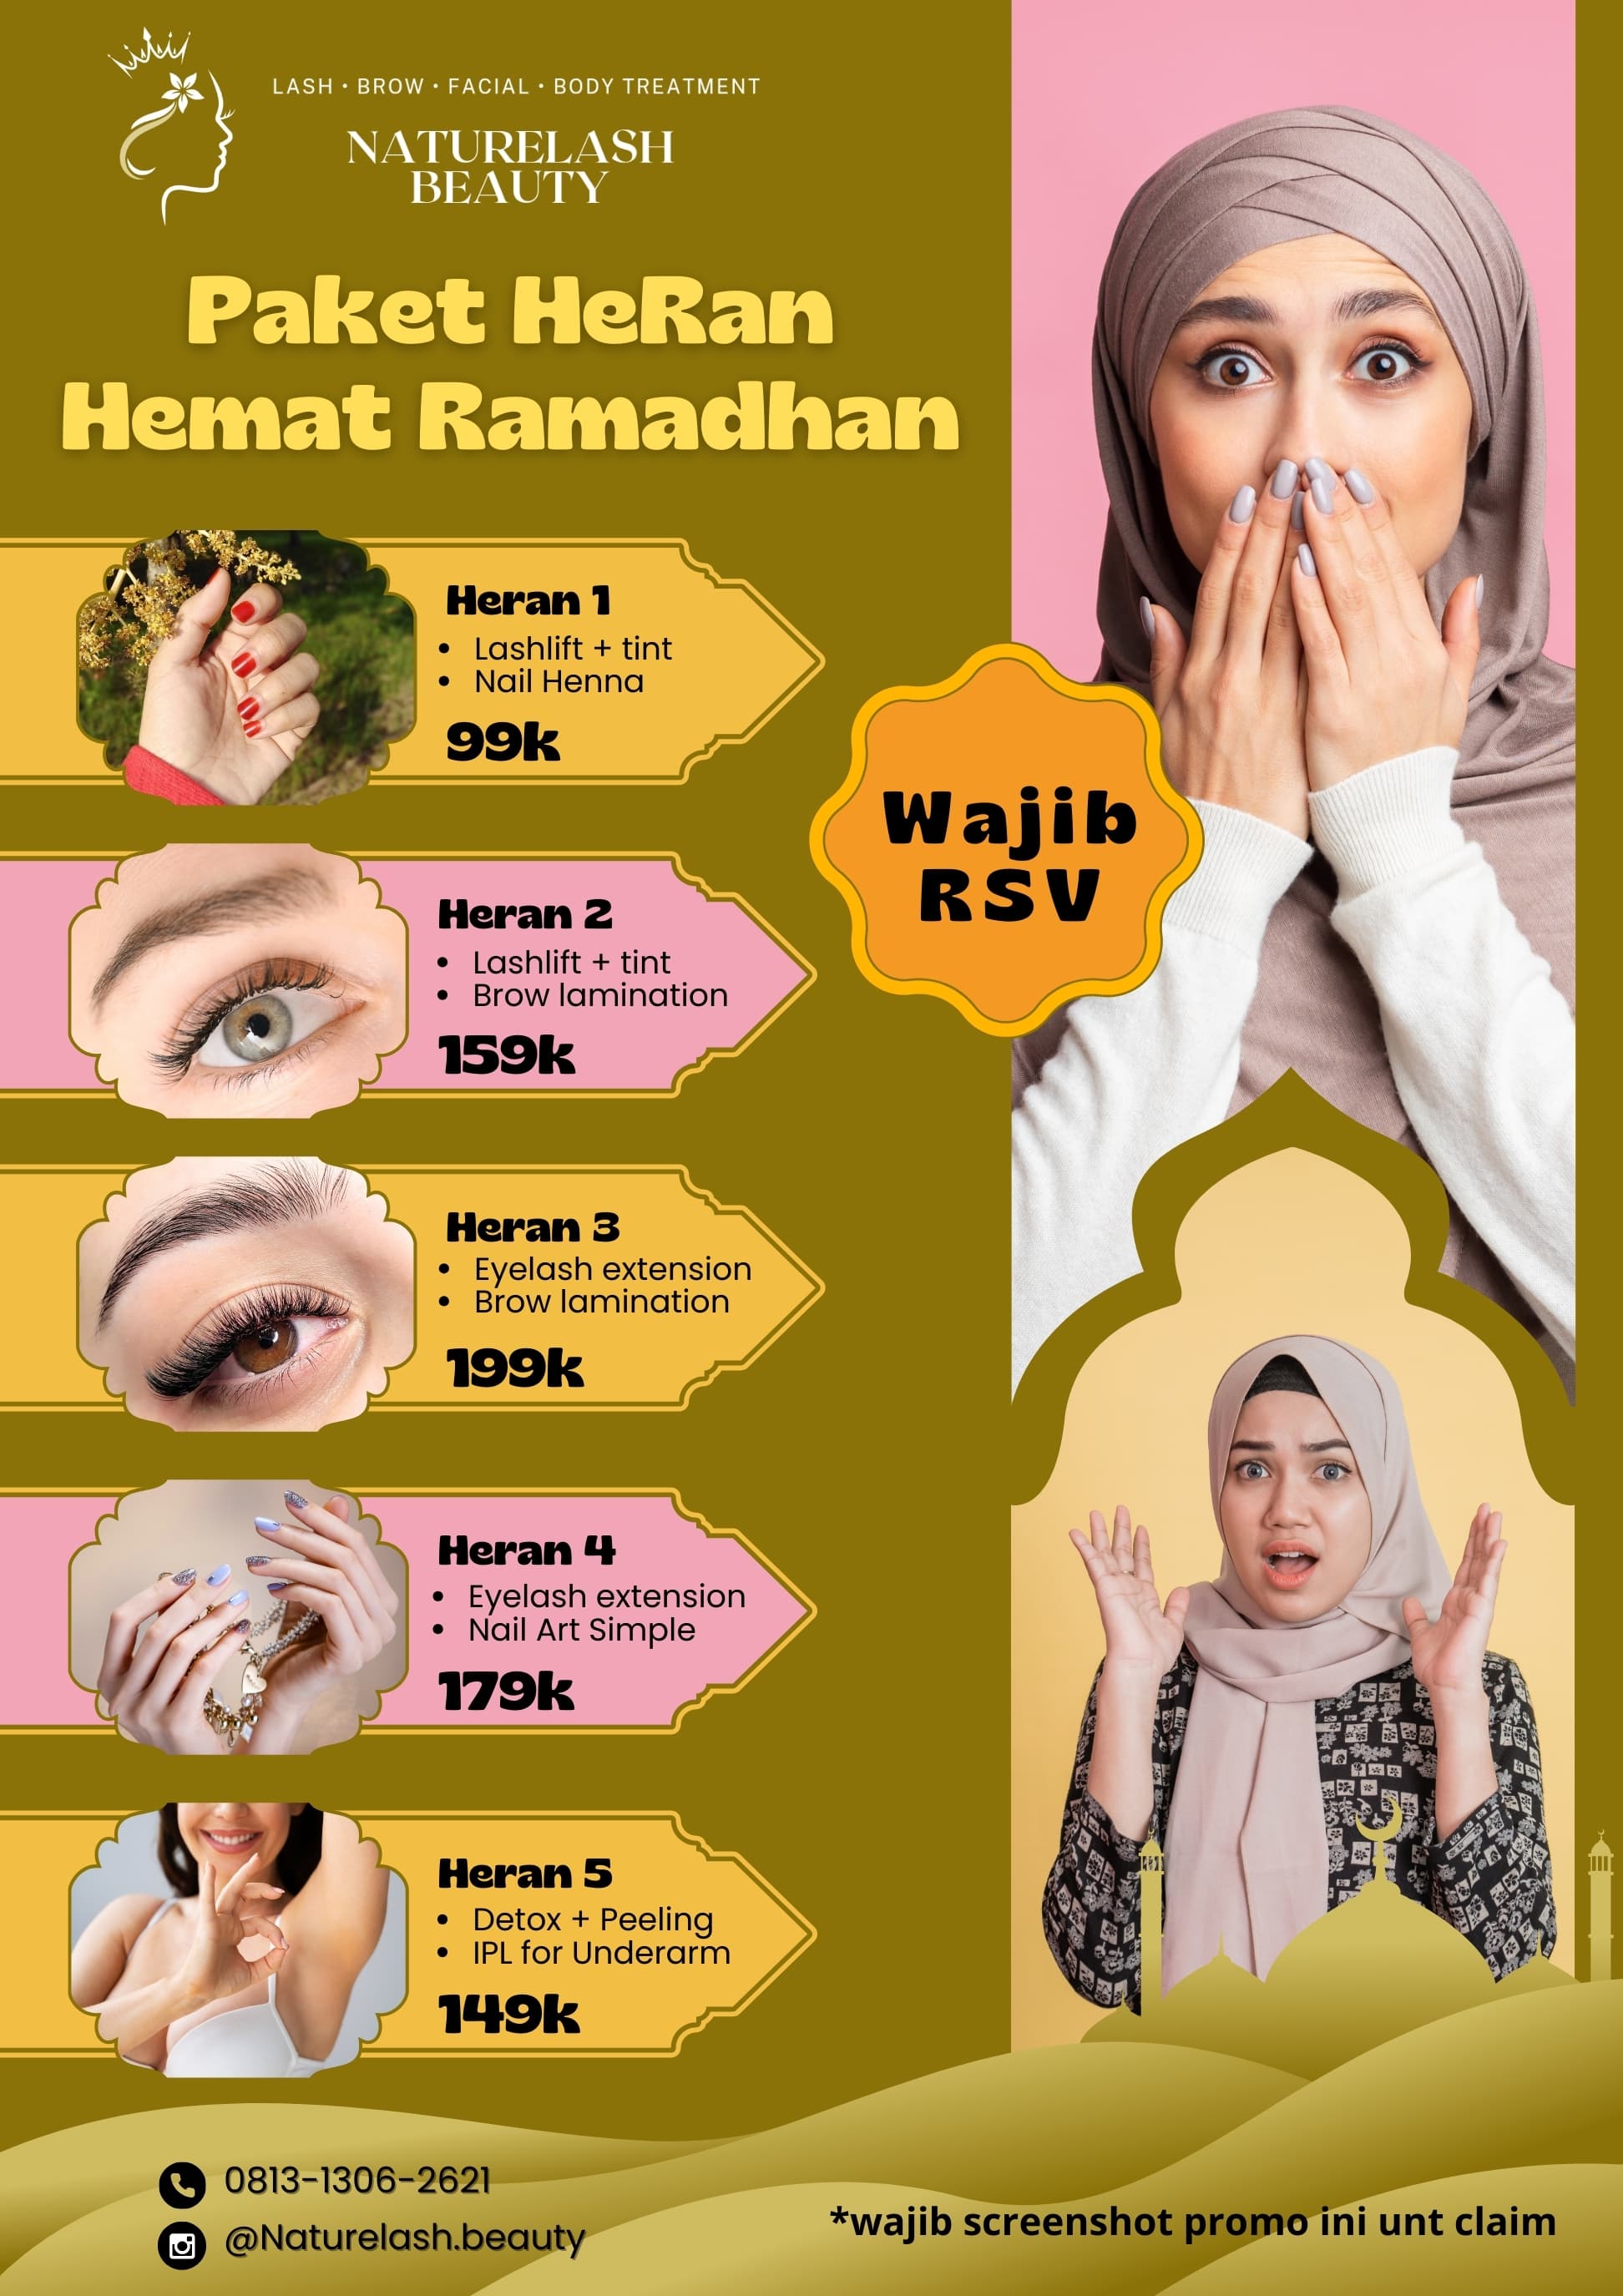 LASH • BROW • FACIAL • BODY TREATMENT
NATURELASH
BEAUTY
Paket HeRan
Hemat Ramadhan
Heran 1
• Lashlift + tint
• Nail Henna
99k
Wajib
RSV
Heran 2
• Lashlift + tint
• Brow lamination
159k
Heran 3
• Eyelash extension
• Brow lamination
199k
Heran 4
• Eyelash extension
• Nail Art Simple
179k
Heran 5
• Detox + Peeling
• IPL for Underarm
149k
0813-1306-2621
@Naturelash.beauty
*wajib screenshot promo ini unt claim